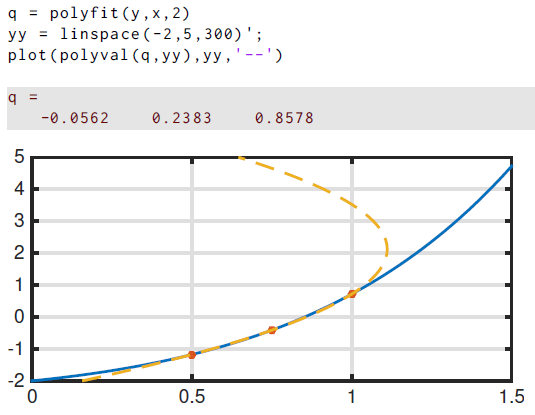 q = polyfit(y,x,2)
yy = linspace(-2,5,300)';
plot(polyval(q,yy),yy,'--')
q =
-0.0562 0.2383 0.8578
5
4
3
2
1
0
-1
-2
0 0.5 1 1.5